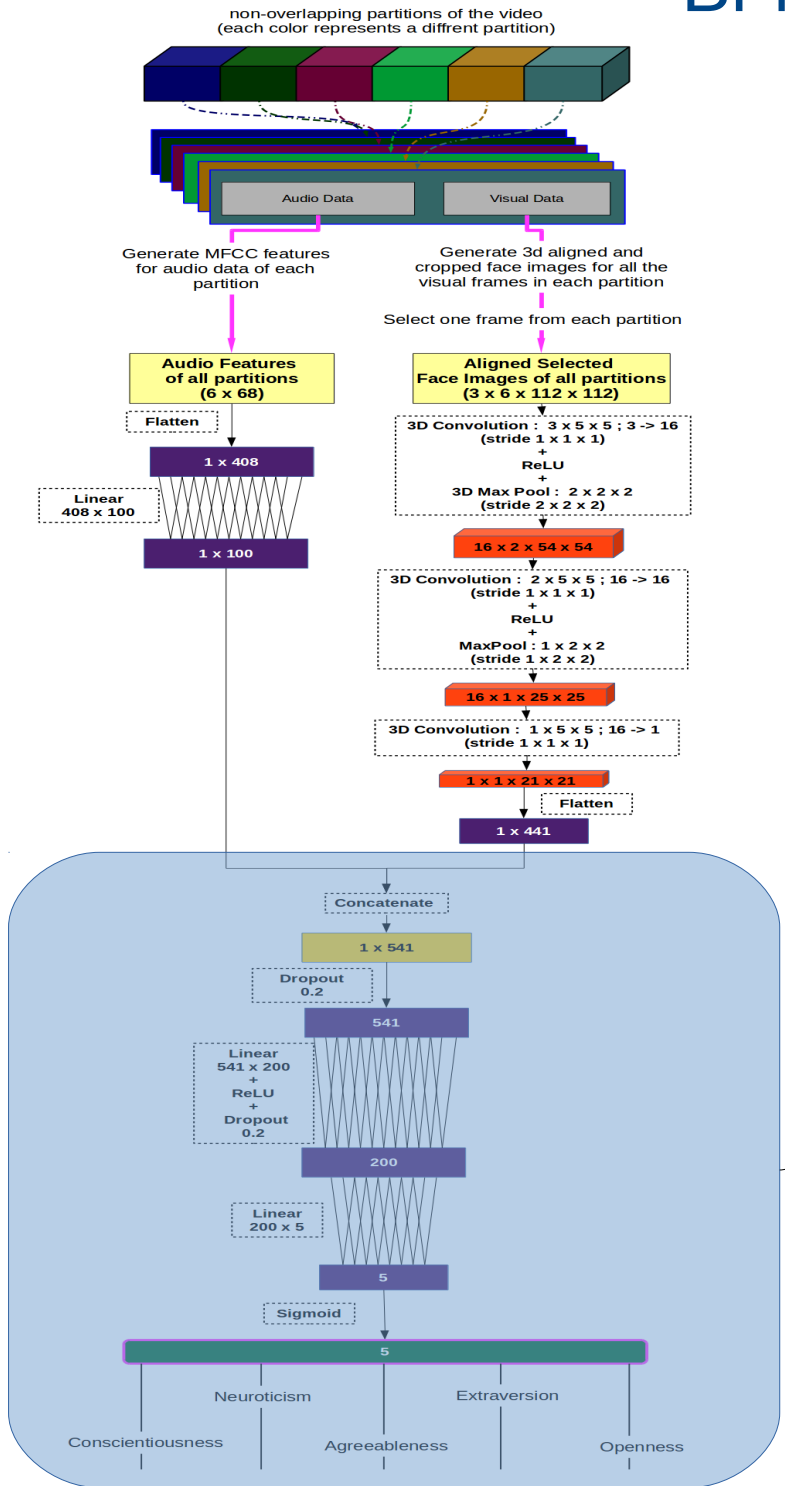 non-overlapping partitions of the video
(each color represents a diffrent partition)
Audio Data
Visual Data
Generate MFCC features
for audio data of each
partition
Generate 3d aligned and
cropped face images for all the
visual frames in each partition
Select one frame from each partition
Audio Features
of all partitions
(6 x 68)
Aligned Selected
Face Images of all partitions
(3 x 6 x 112 x 112)
Flatten
1 x 408
Linear
408 x 100
1 x 100
3D Convolution : 3 x 5 x 5 ; 3 -> 16
(stride 1 x 1 x 1)
+
ReLU
+
3D Max Pool : 2 x 2 x 2
(stride 2 x 2 x 2)
16 x 2 x 54 x 54
3D Convolution : 2 x 5 x 5 ; 16 -> 16
(stride 1 x 1 x 1)
+
ReLU
+
MaxPool : 1 x 2 x 2
(stride 1 x 2 x 2)
16 x 1 x 25 x 25
3D Convolution : 1 x 5 x 5 ; 16 -> 1
(stride 1 x 1 x 1)
1 x 1 x 21 x 21
Flatten
1 x 441
Concatenate
1 x 541
Dropout
0.2
541
Linear
541 x 200
+
ReLU
+
Dropout
0.2
200
Linear
200 x 5
5
Sigmoid
5
Neuroticism
Extraversion
Conscientiousness
Agreeableness
Openness